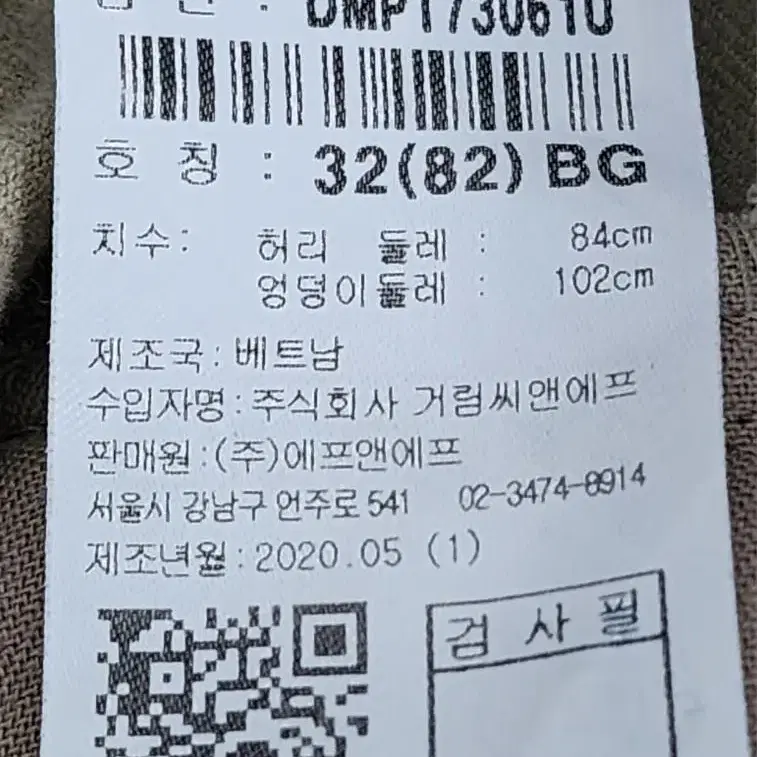 호 칭 : 32(82) BG
치수: 허리 둘레 : 84cm
엉덩이둘레 : 102cm
제조국:베트남
수입자명:주식회사 거림씨앤에프
판매원:(주)에프앤에프
서울시 강남구 언주로 541 02-3474-8914
제조년월:2020.05 (1)
검 사 필